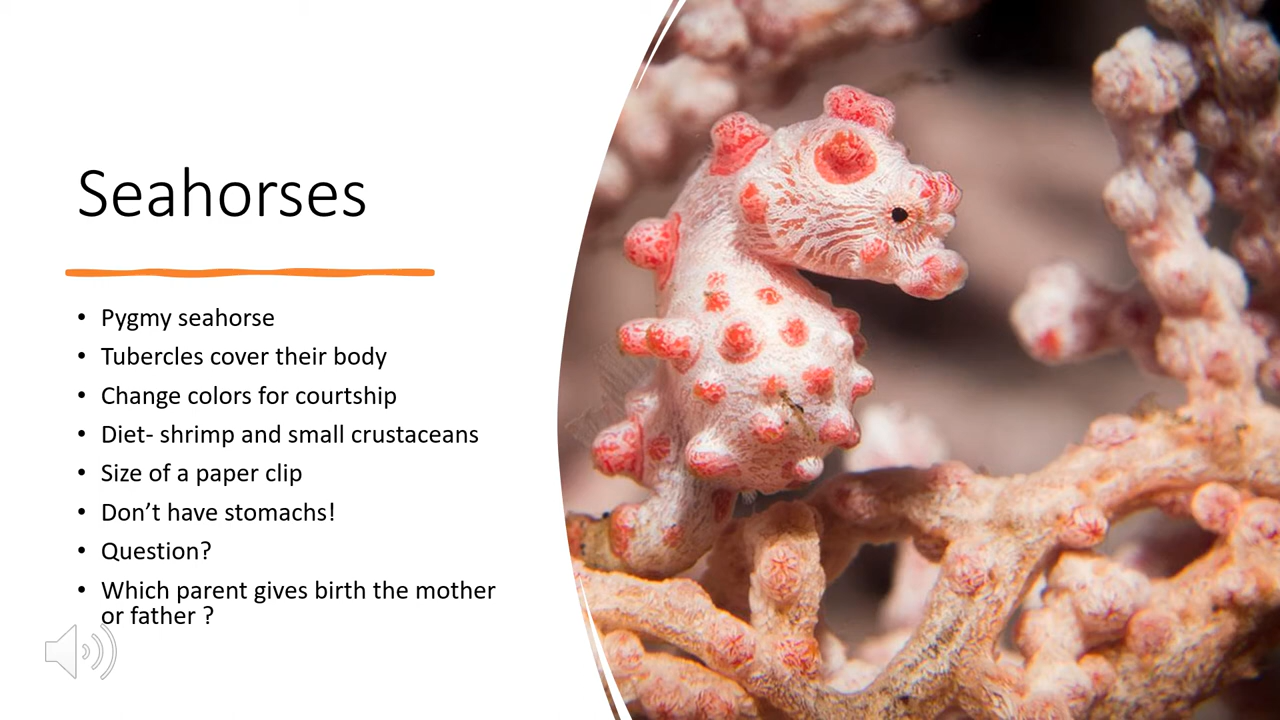 Seahorses
• Pygmy seahorse
• Tubercles cover their body
• Change colors for courtship
• Diet- shrimp and small crustaceans
• Size of a paper clip
• Don’t have stomachs!
• Question?
• Which parent gives birth the mother
or father ?